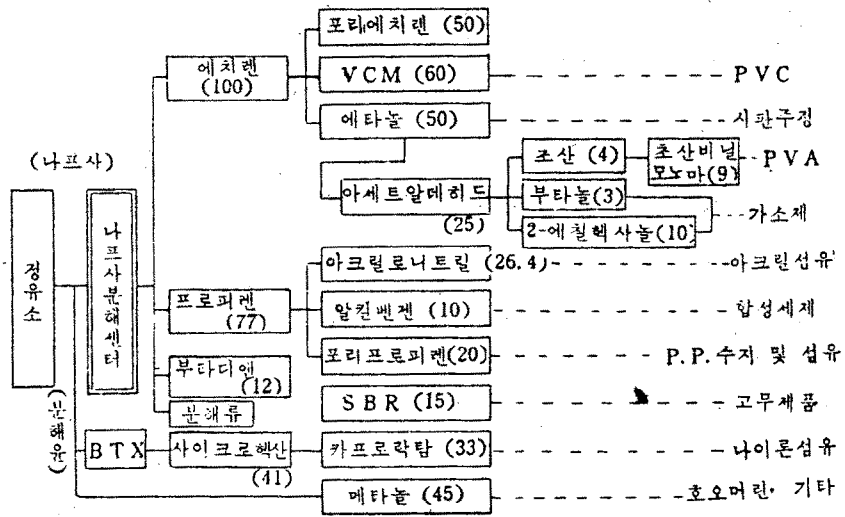 포리에치렌 (50)
에치렌
(100)
VCM (60)
PVC
에타놀 (50)
시판주정
(나프사)
조산 (4)
초산비닐
모노마(9)
PVA
아세트알데히드
(25)
부타놀(3)
가소제
2-에칠헥사놀(10)
정유소
나프사분해센터
아크릴로니트릴 (26.4)
아크린섬유
프로피렌
(77)
알킬벤젠 (10)
합성세제
포리프로피렌(20)
P.P.수지 및 섬유
부타디엔
(12)
SBR (15)
고무제품
분해류
(분해유)
BTX
사이크로헥산
(41)
카프로락탐 (33)
나이론섬유
메타놀 (45)
호오머린· 기타